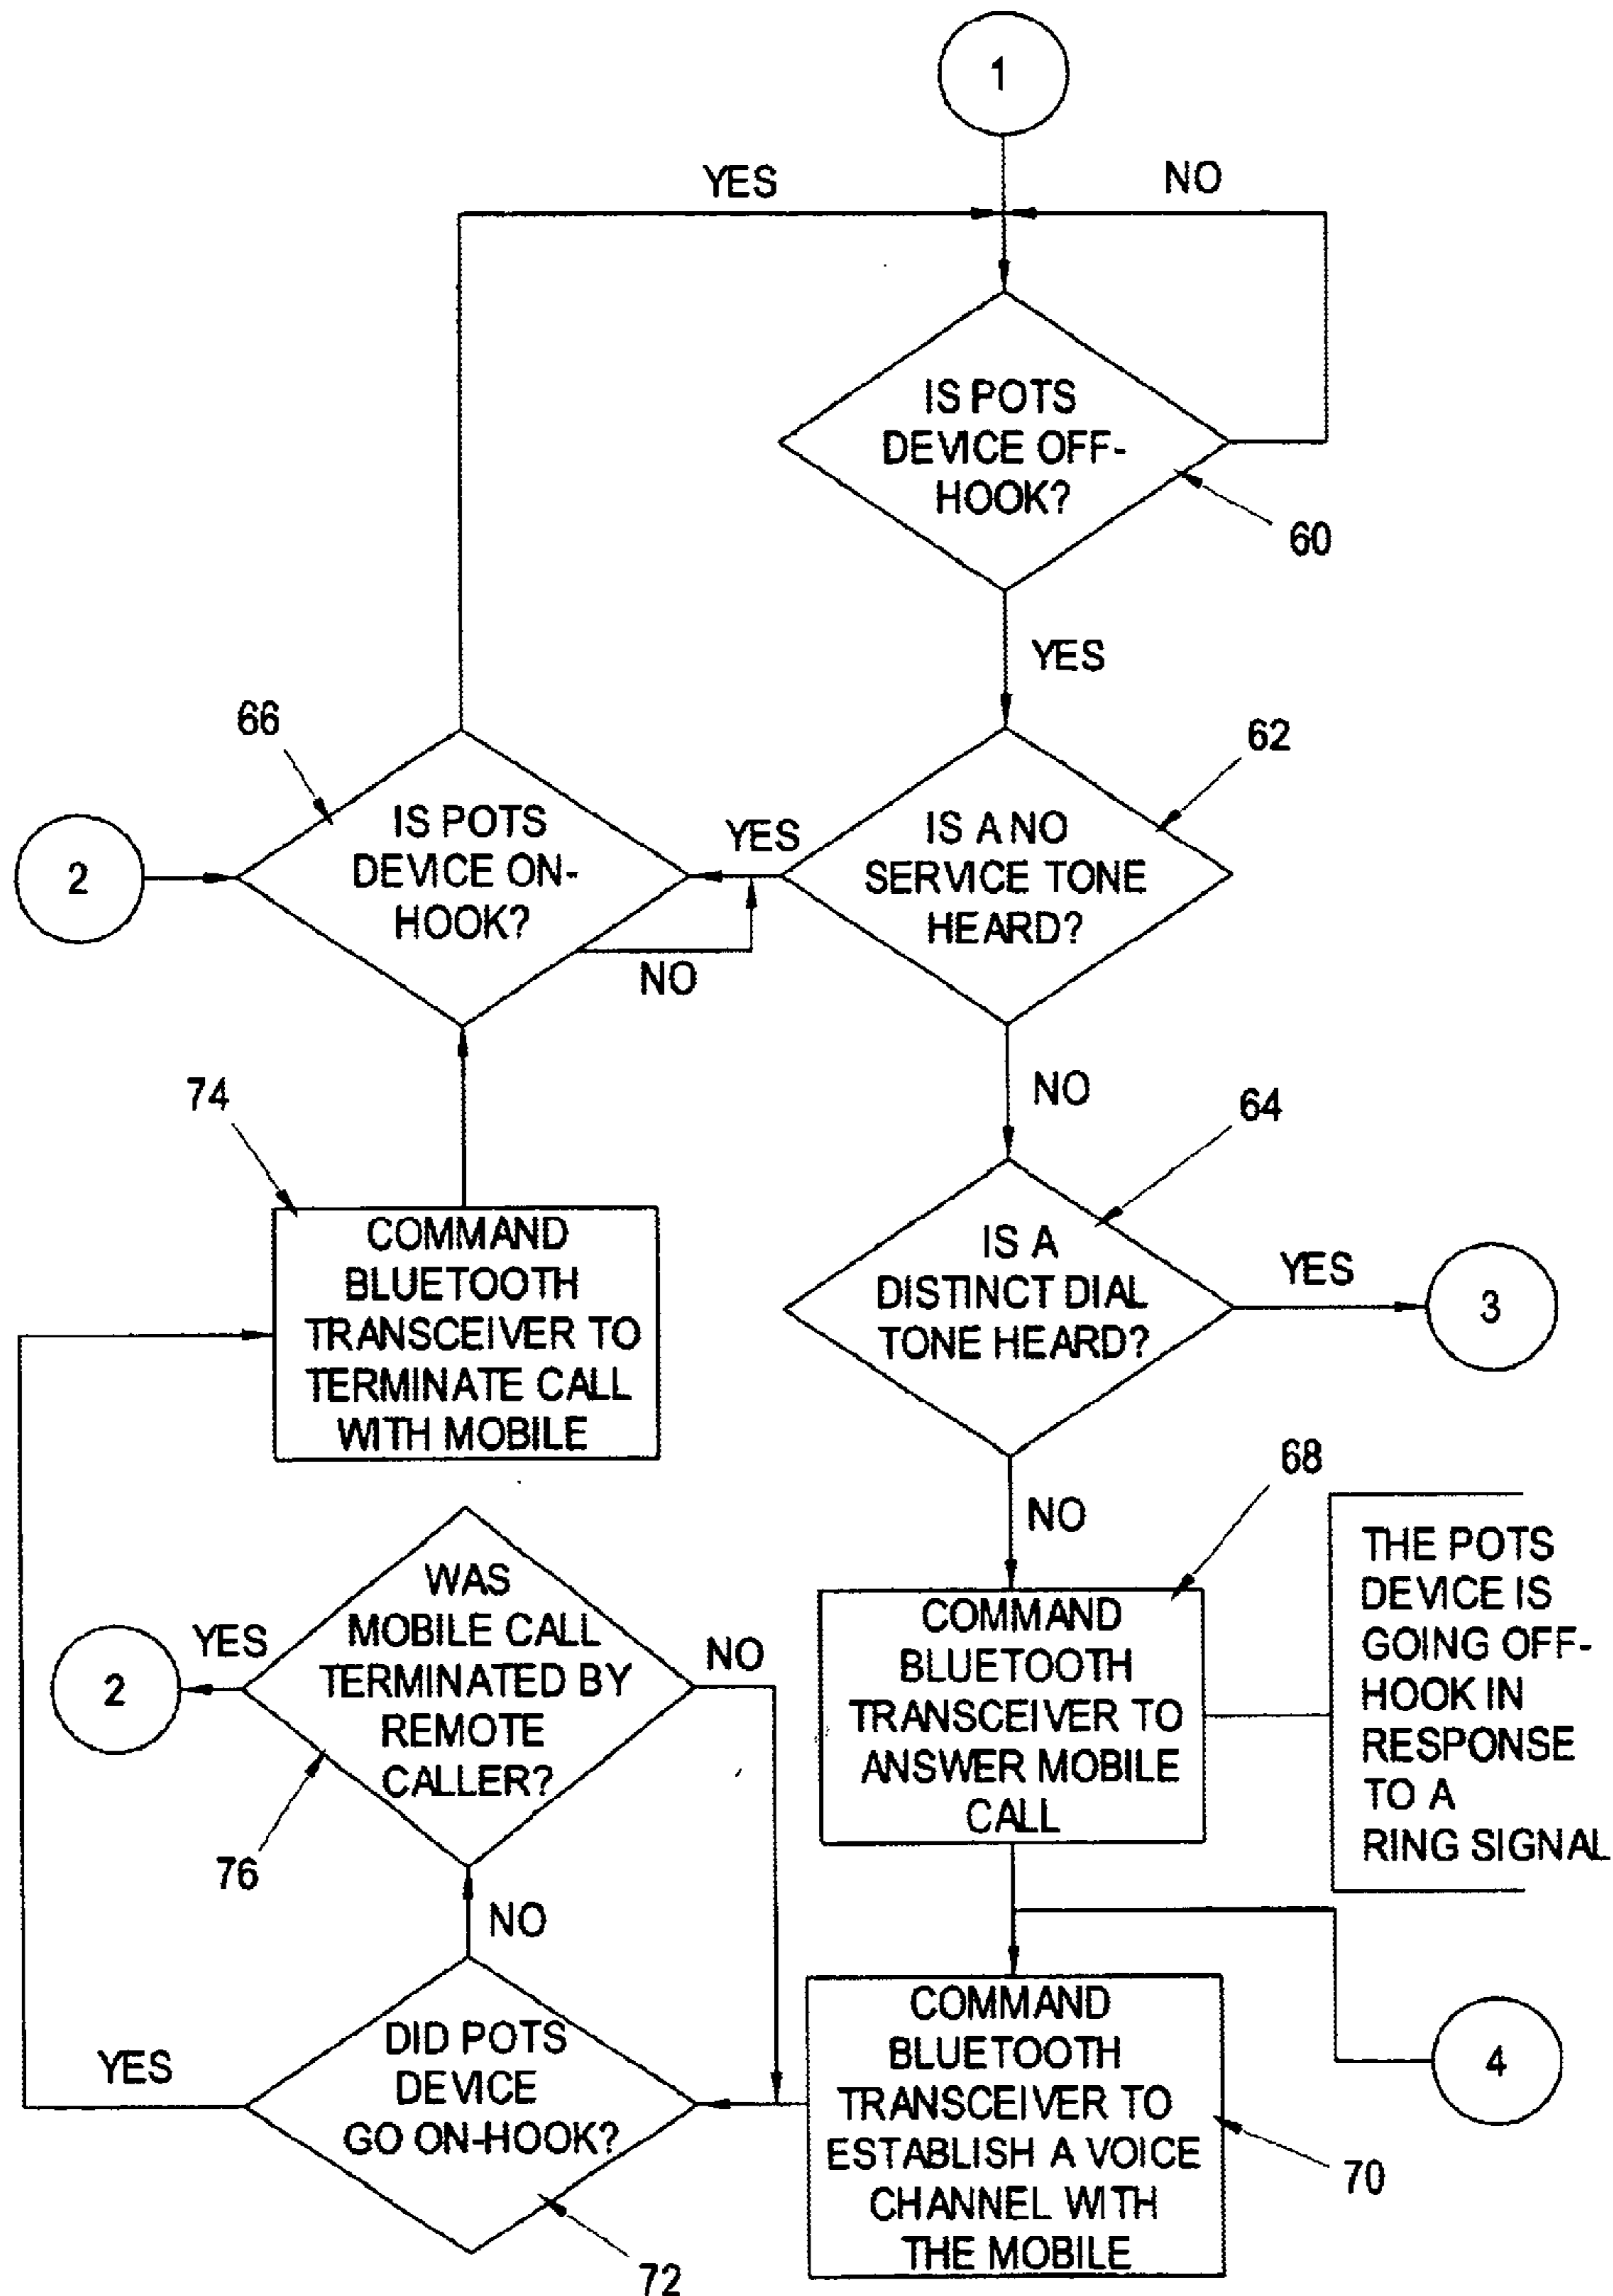 1
YES
NO
IS POTS
DEVICE OFF-
HOOK?
60
YES
66
62
2
IS POTS
DEVICE ON-
HOOK?
YES
IS A NO
SERVICE TONE
HEARD?
NO
NO
74
64
COMMAND
BLUETOOTH
TRANSCEIVER TO
TERMINATE CALL
WITH MOBILE
IS A
DISTINCT DIAL
TONE HEARD?
YES
3
68
NO
WAS
MOBILE CALL
TERMINATED BY
REMOTE
CALLER?
YES
2
NO
76
COMMAND
BLUETOOTH
TRANSCEIVER TO
ANSWER MOBILE
CALL
THE POTS
DEVICE IS
GOING OFF-
HOOK IN
RESPONSE
TO A
RING SIGNAL
NO
DID POTS
DEVICE
GO ON-HOOK?
YES
72
COMMAND
BLUETOOTH
TRANSCEIVER TO
ESTABLISH A VOICE
CHANNEL WITH
THE MOBILE
4
70